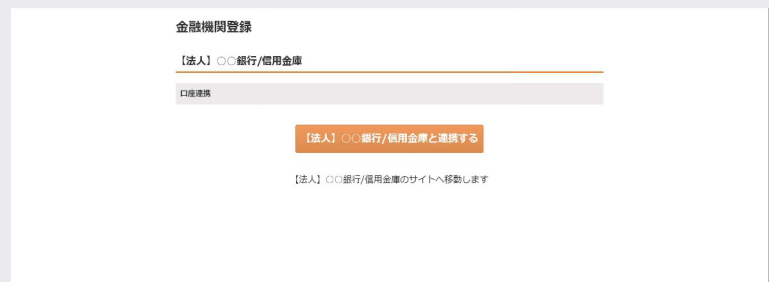 金融機関登録
【法人】○○銀行/信用金庫
口座連携
【法人】○○銀行/信用金庫と連携する
【法人】○○銀行/信用金庫のサイトへ移動します